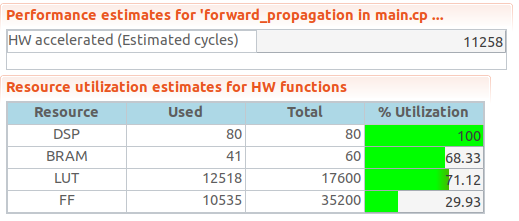 Performance estimates for 'forward_propagation in main.cp ...
HW accelerated (Estimated cycles) 11258
Resource utilization estimates for HW functions
Resource Used Total % Utilization
DSP 80 80 100
BRAM 41 60 68.33
LUT 12518 17600 71.12
FF 10535 35200 29.93